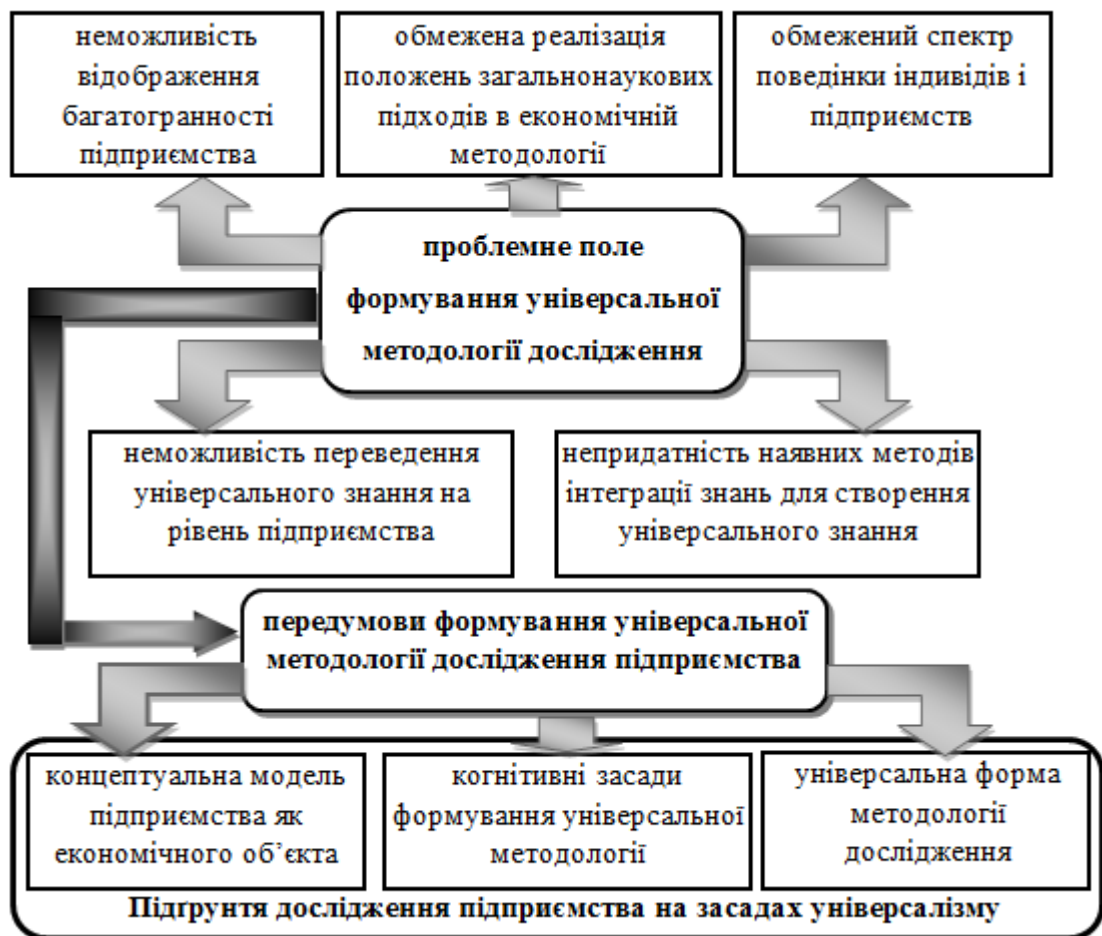 неможливість
відображення
багатогранності
підприємства
обмежена реалізація
положень загальнонаукових
підходів в економічній
методології
обмежений спектр
поведінки індивідів і
підприємств
проблемне поле
формування універсальної
методології дослідження
неможливість переведення
універсального знання на
рівень підприємства
непридатність наявних методів
інтеграції знань для створення
універсального знання
передумови формування універсальної
методології дослідження підприємства
концептуальна модель
підприємства як
економічного об’єкта
когнітивні засади
формування універсальної
методології
універсальна форма
методології
дослідження
Підґрунтя дослідження підприємства на засадах універсалізму